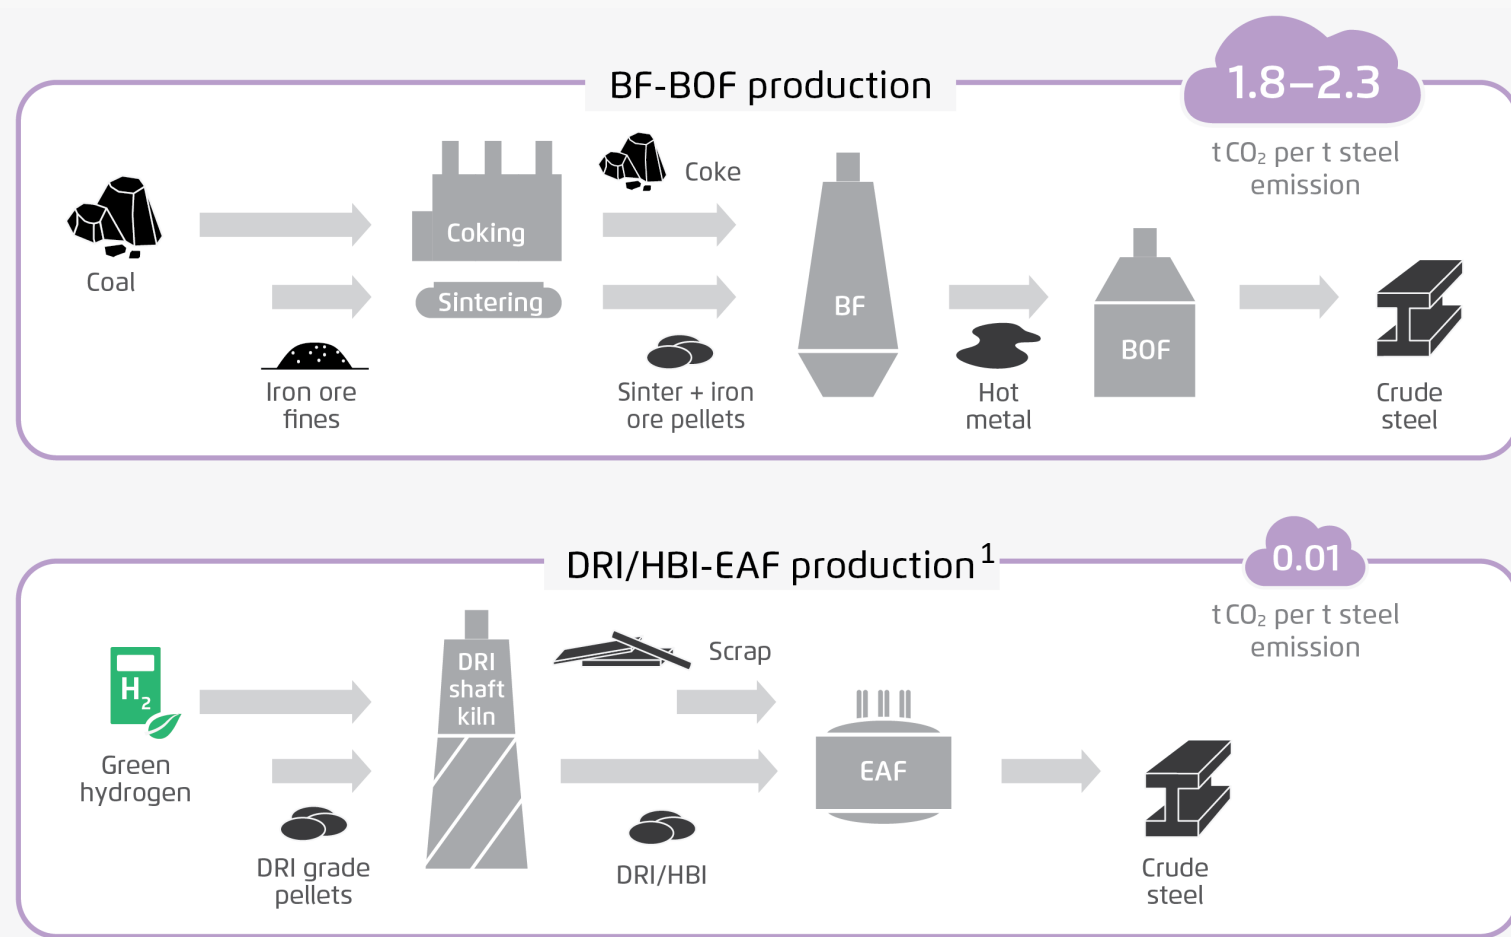 BF-BOF production
1.8–2.3
t CO₂ per t steel
emission
Coal
Coking
Sintering
Coke
Iron ore
fines
Sinter + iron
ore pellets
BF
Hot
metal
BOF
Crude
steel
DRI/HBI-EAF production¹
0.01
t CO₂ per t steel
emission
H₂
Green
hydrogen
DRI grade
pellets
DRI
shaft
kiln
Scrap
DRI/HBI
EAF
Crude
steel